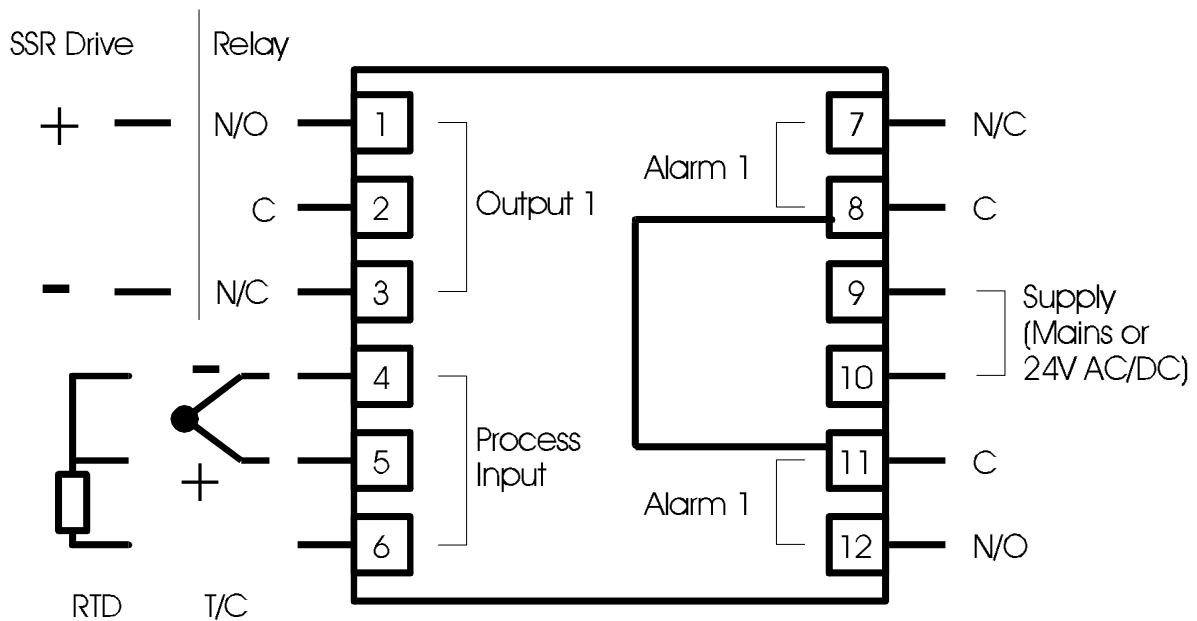 SSR Drive
Relay
+
N/O
1
C
2
Output 1
-
N/C
3
-
4
Process
Input
+
5
6
RTD
T/C
Alarm 1
7
N/C
8
C
9
Supply
(Mains or
24V AC/DC)
10
11
C
Alarm 1
12
N/O